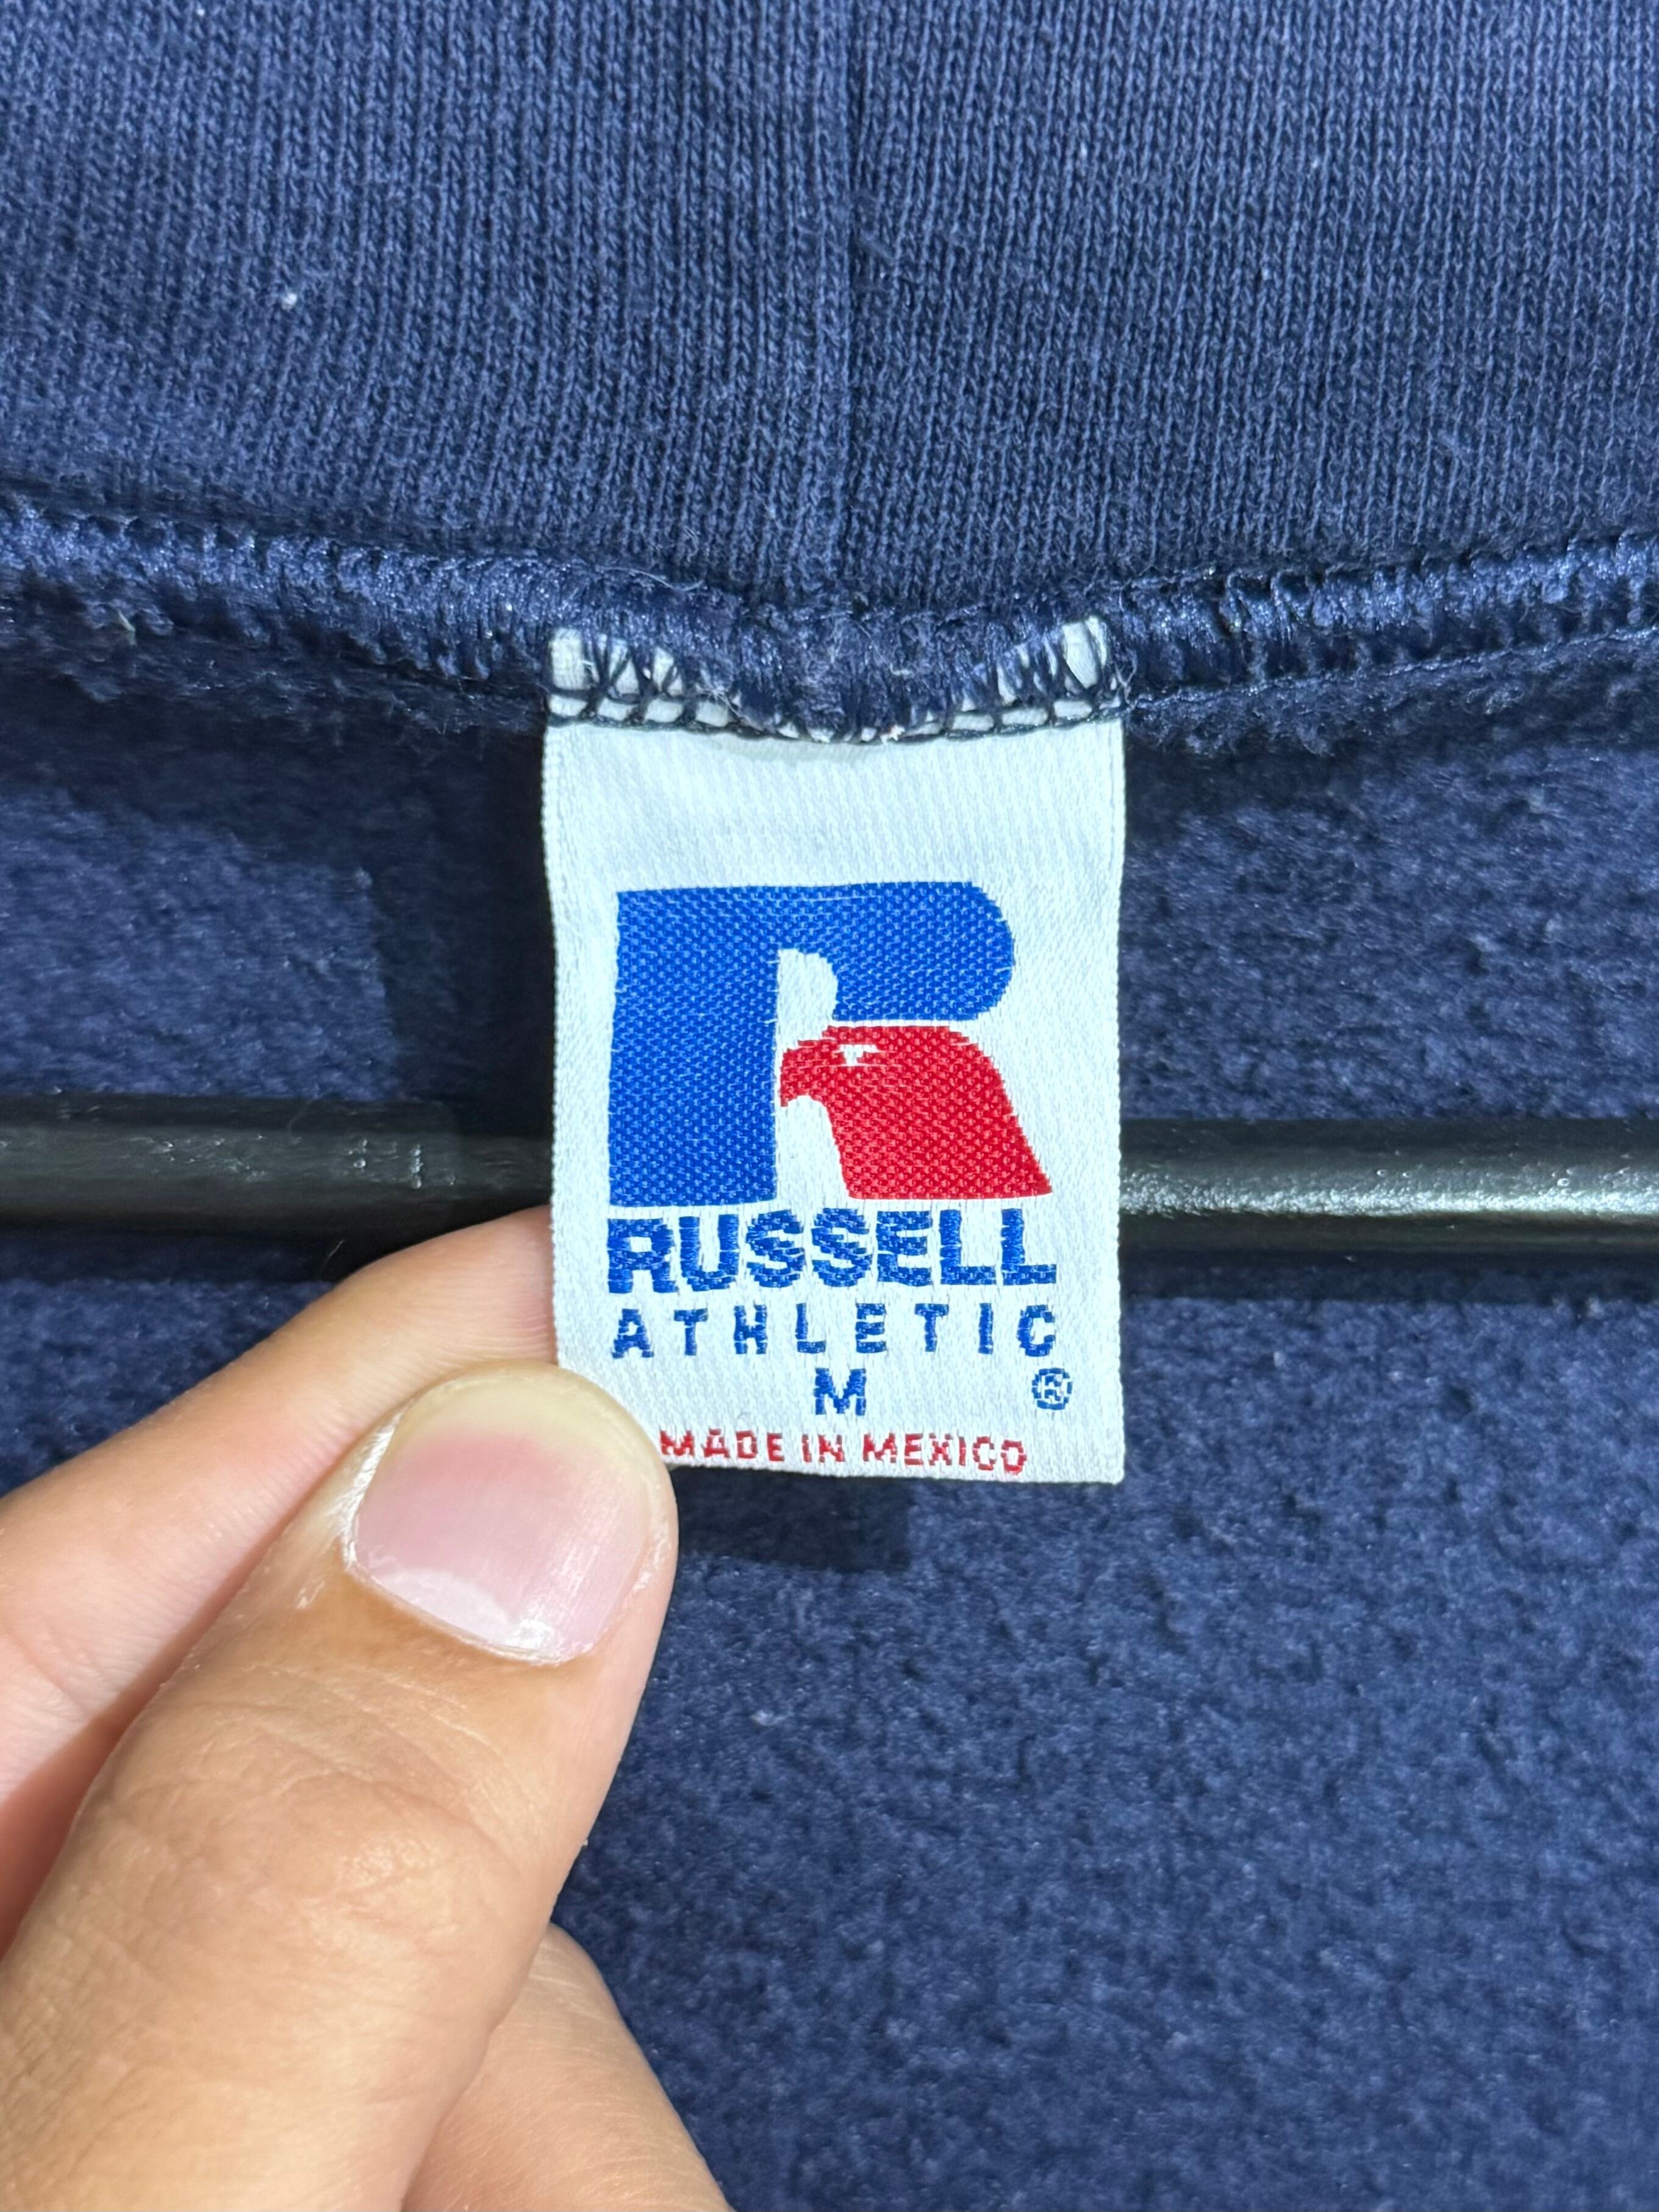 RUSSELL
ATHLETIC
M ®
MADE IN MEXICO